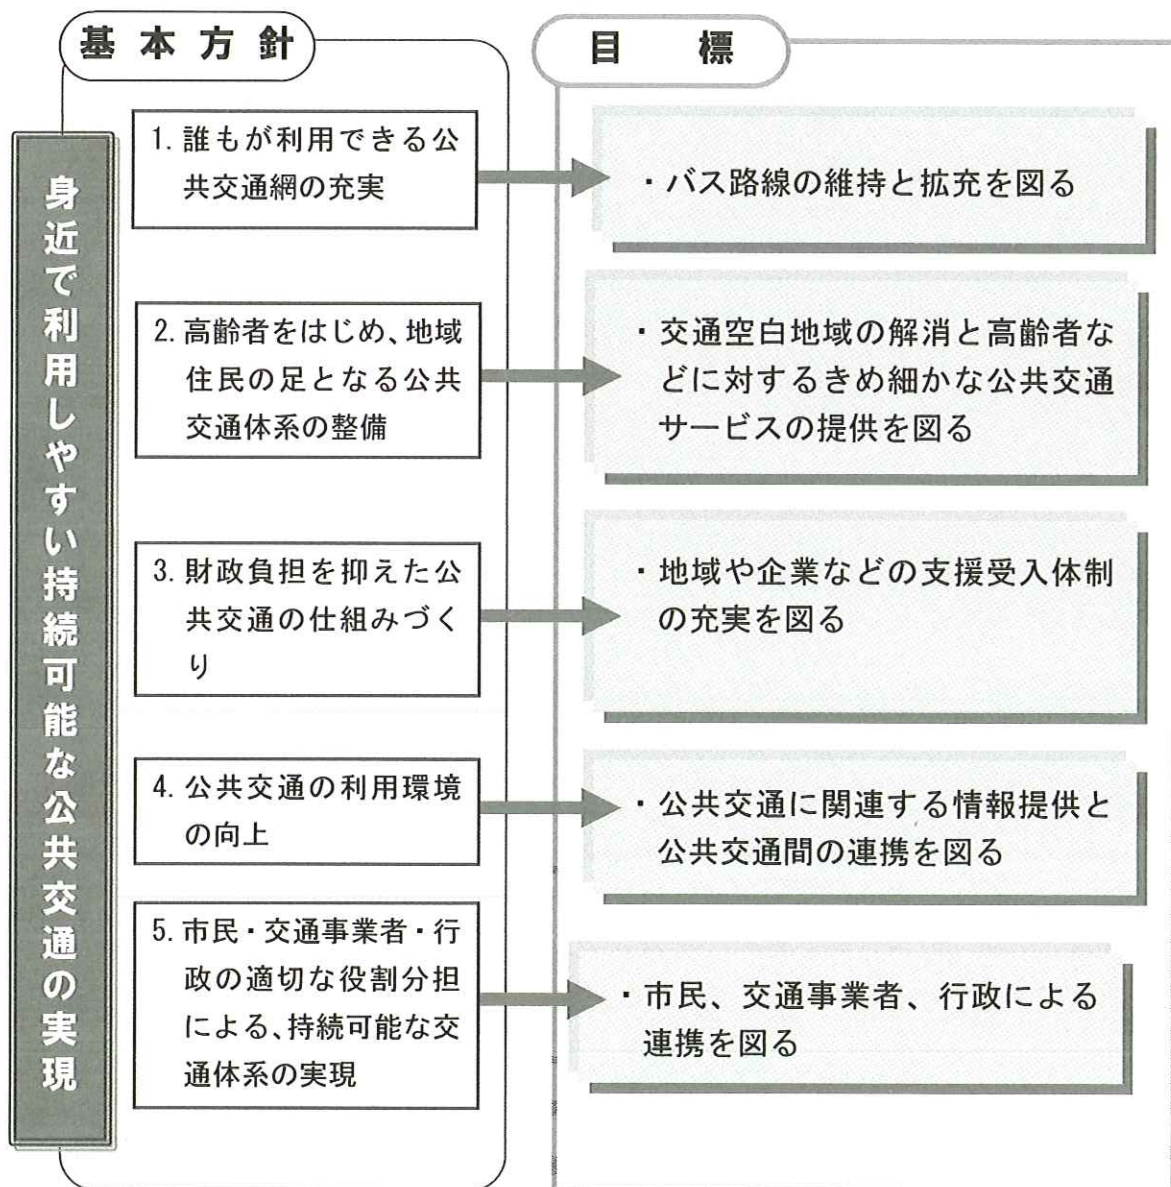 基本方針
目標
身近で利用しやすい持続可能な公共交通の実現
1. 誰もが利用できる公
共交通網の充実
・バス路線の維持と拡充を図る
2. 高齢者をはじめ、地域
住民の足となる公共
交通体系の整備
・交通空白地域の解消と高齢者な
どに対するきめ細かな公共交通
サービスの提供を図る
3. 財政負担を抑えた公
共交通の仕組みづく
り
・地域や企業などの支援受入体制
の充実を図る
4. 公共交通の利用環境
の向上
・公共交通に関連する情報提供と
公共交通間の連携を図る
5. 市民・交通事業者・行
政の適切な役割分担
による、持続可能な交
通体系の実現
・市民、交通事業者、行政による
連携を図る